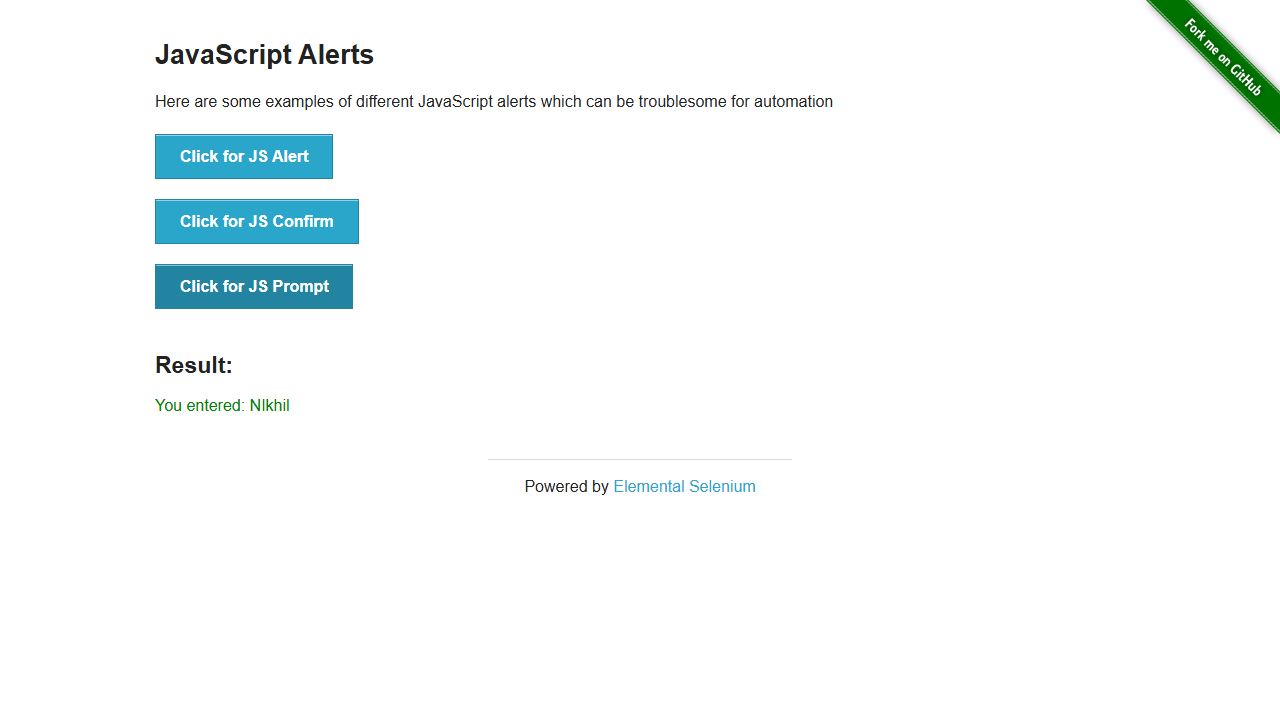 JavaScript Alerts
Fork me on GitHub
Here are some examples of different JavaScript alerts which can be troublesome for automation
Click for JS Alert
Click for JS Confirm
Click for JS Prompt
Result:
You entered: NIkhil
Powered by Elemental Selenium